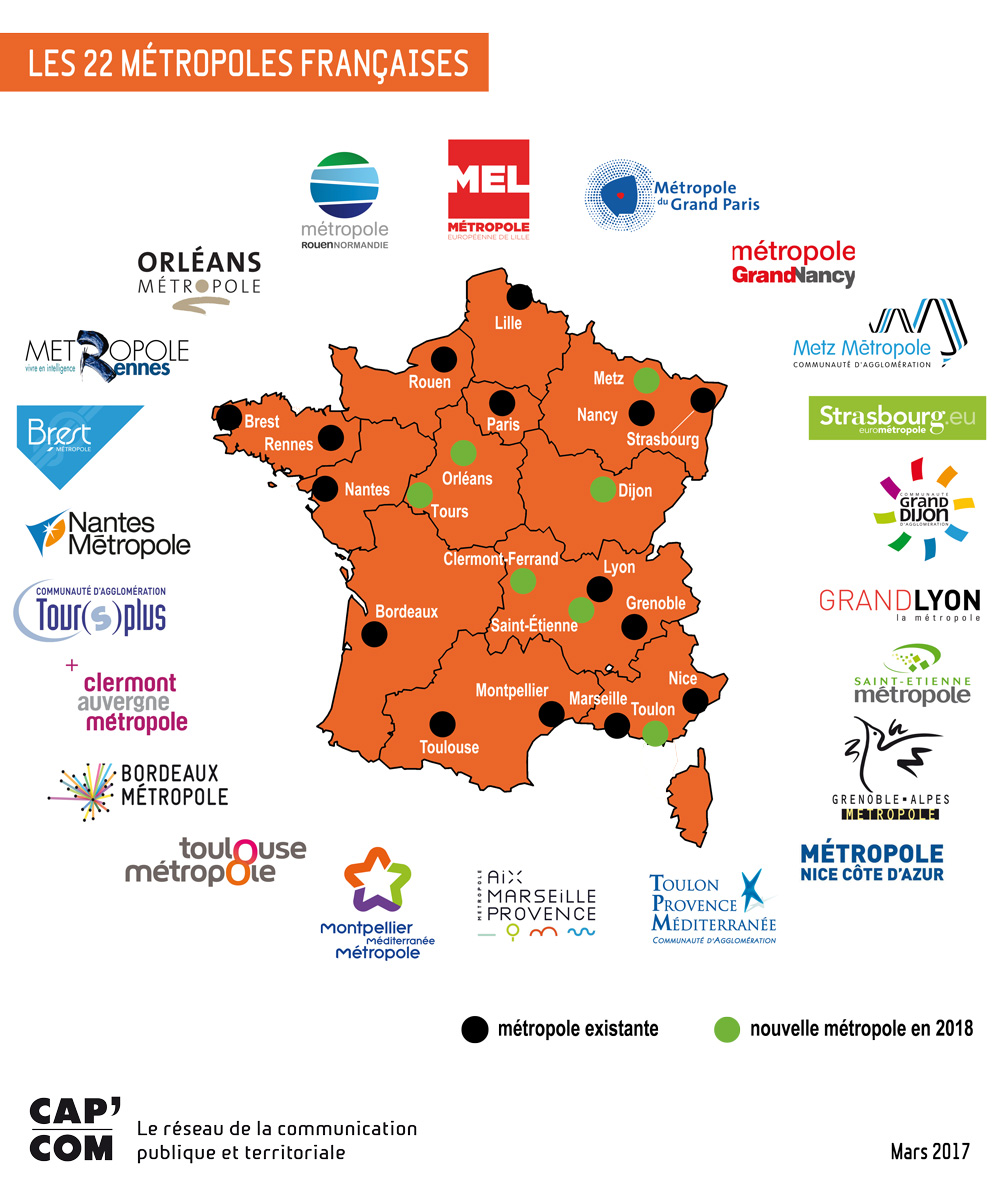 LES 22 MÉTROPOLES FRANÇAISES
métropole
ROUENNORMANDIE
MEL
MÉTROPOLE
EUROPÉENNE DE LILLE
Métropole
du Grand Paris
métropole
GrandNancy
ORLÉANS
MÉTROPOLE
METROPOLE
vivre en intelligence
Rennes
Metz Métropole
COMMUNAUTÉ D'AGGLOMÉRATION
Brest
MÉTROPOLE
Strasbourg.eu
eurométropole
Nantes
Métropole
COMMUNAUTÉ
GRAND
DIJON
D'AGGLOMÉRATION
COMMUNAUTÉ D'AGGLOMÉRATION
Tour(s)plus
GRANDLYON
la métropole
+
clermont
auvergne
métropole
SAINT-ETIENNE
métropole
BORDEAUX
MÉTROPOLE
GRENOBLE-ALPES
METROPOLE
toulouse
métropole
Montpellier
Méditerranée
Métropole
MÉTROPOLE
AIX
MARSEILLE
PROVENCE
TOULON
PROVENCE
MÉDITERRANÉE
COMMUNAUTÉ D'AGGLOMÉRATION
MÉTROPOLE
NICE CÔTE D'AZUR
Lille
Rouen
Metz
Paris
Nancy
Strasbourg
Brest
Rennes
Orléans
Nantes
Tours
Dijon
Clermont-Ferrand
Lyon
Bordeaux
Saint-Étienne
Grenoble
Montpellier
Marseille
Nice
Toulon
Toulouse
métropole existante
nouvelle métropole en 2018
CAP'
COM
Le réseau de la communication
publique et territoriale
Mars 2017